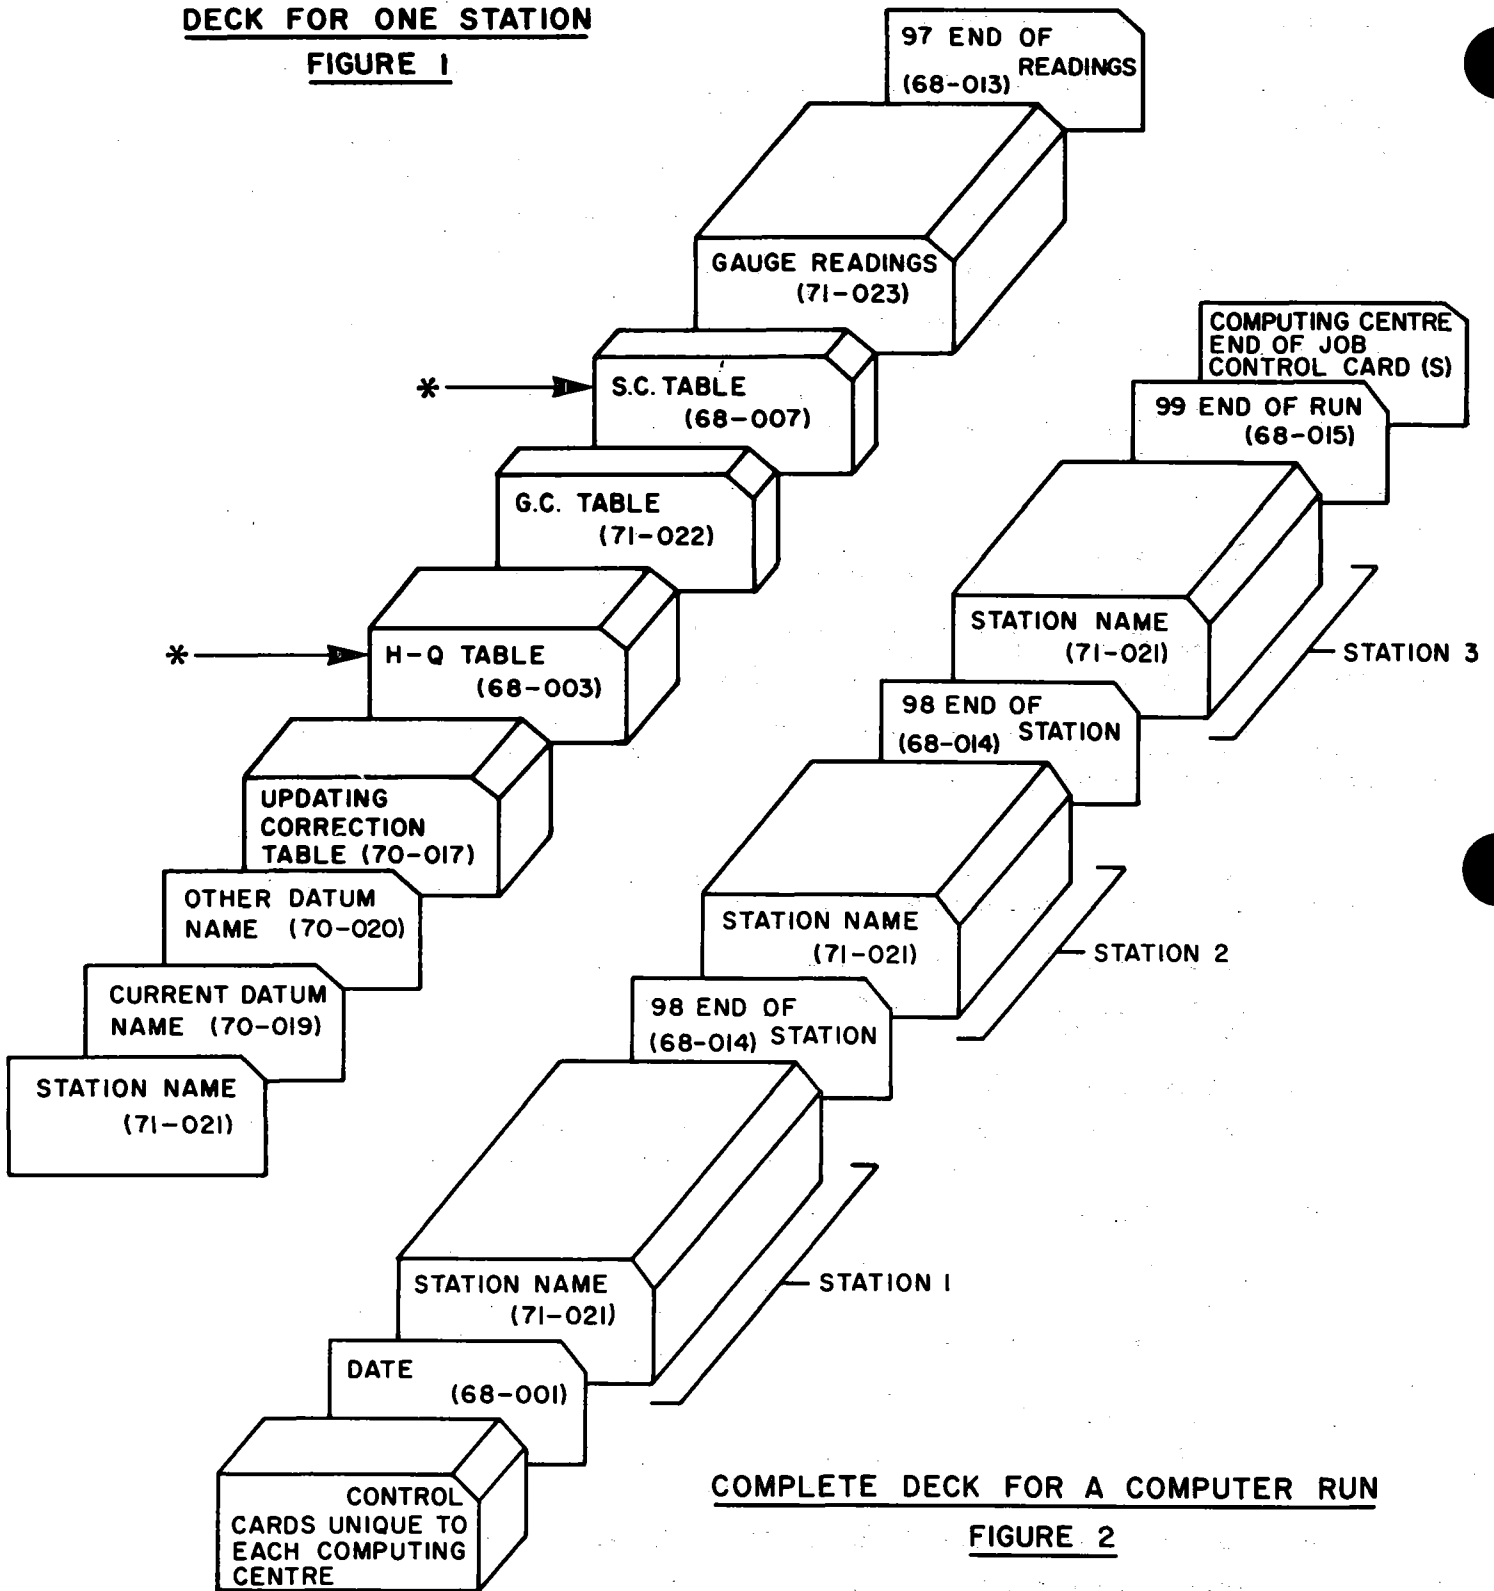 DECK FOR ONE STATION
FIGURE 1
97 END OF
READINGS
(68-013)
GAUGE READINGS
(71-023)
* S.C. TABLE
(68-007)
G.C. TABLE
(71-022)
* H-Q TABLE
(68-003)
UPDATING
CORRECTION
TABLE (70-017)
OTHER DATUM
NAME (70-020)
CURRENT DATUM
NAME (70-019)
STATION NAME
(71-021)
COMPUTING CENTRE
END OF JOB
CONTROL CARD (S)
99 END OF RUN
(68-015)
STATION NAME
(71-021)
STATION 3
98 END OF
STATION
(68-014)
STATION NAME
(71-021)
STATION 2
98 END OF
STATION
(68-014)
STATION NAME
(71-021)
STATION 1
DATE
(68-001)
CONTROL
CARDS UNIQUE TO
EACH COMPUTING
CENTRE
COMPLETE DECK FOR A COMPUTER RUN
FIGURE 2